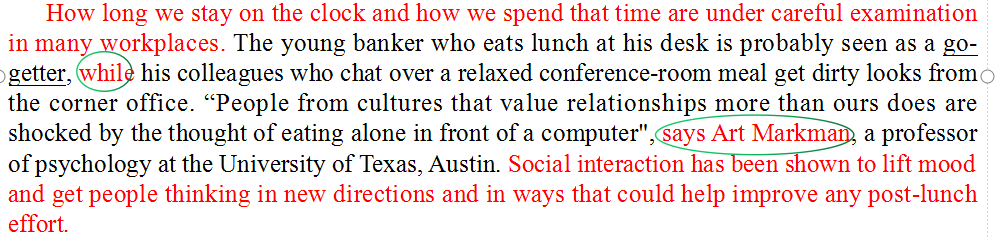 How long we stay on the clock and how we spend that time are under careful examination
in many workplaces. The young banker who eats lunch at his desk is probably seen as a go-
getter, while his colleagues who chat over a relaxed conference-room meal get dirty looks from
the corner office. “People from cultures that value relationships more than ours does are
shocked by the thought of eating alone in front of a computer", says Art Markman, a professor
of psychology at the University of Texas, Austin. Social interaction has been shown to lift mood
and get people thinking in new directions and in ways that could help improve any post-lunch
effort.